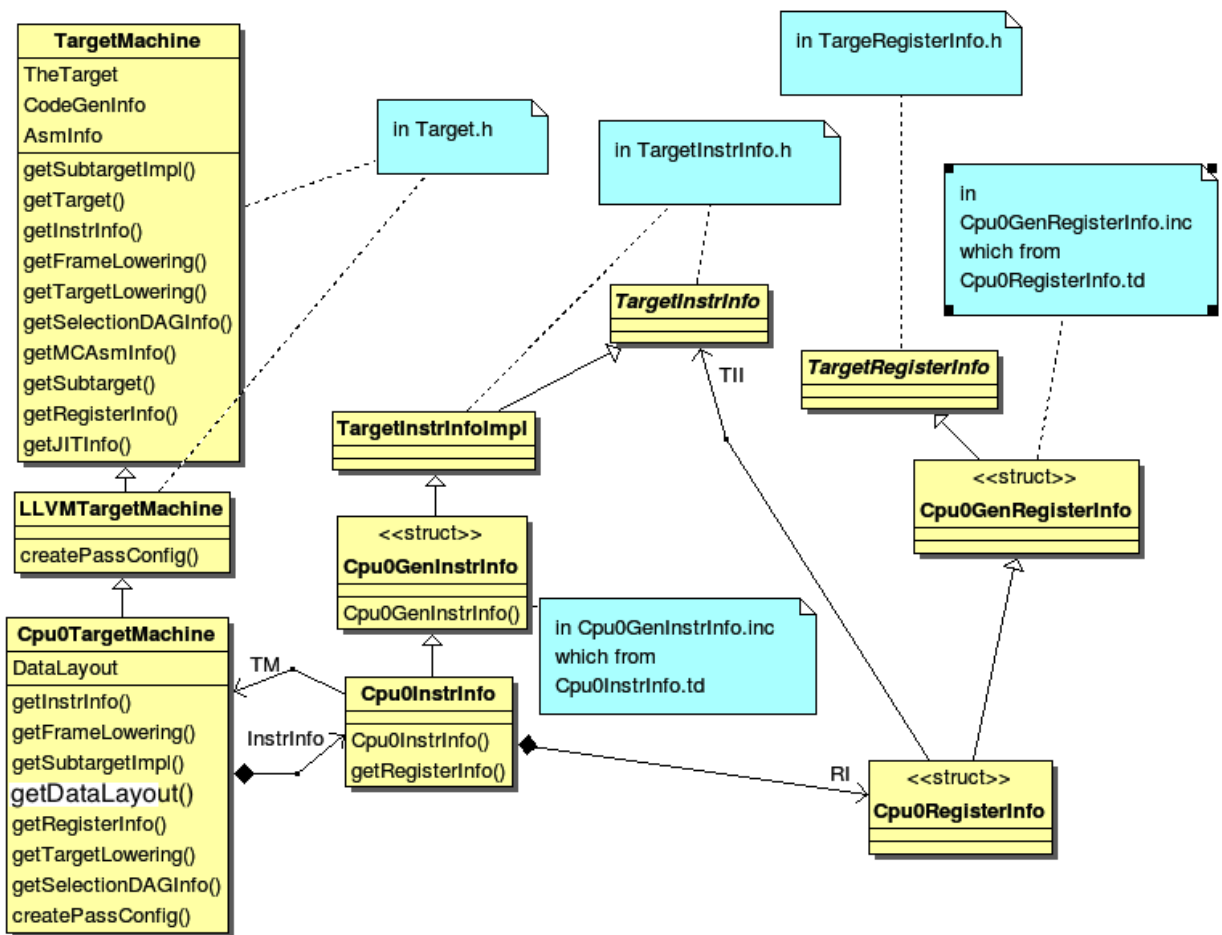 TargetMachine
TheTarget
CodeGenInfo
AsmInfo
getSubtargetImpl()
getTarget()
getInstrInfo()
getFrameLowering()
getTargetLowering()
getSelectionDAGInfo()
getMCAsmInfo()
getSubtarget()
getRegisterInfo()
getJITInfo()
LLVMTargetMachine
createPassConfig()
Cpu0TargetMachine
DataLayout
getInstrInfo()
getFrameLowering()
getSubtargetImpl()
getDataLayout()
getRegisterInfo()
getTargetLowering()
getSelectionDAGInfo()
createPassConfig()
in Target.h
in TargetInstrInfo.h
in TargeRegisterInfo.h
in
Cpu0GenRegisterInfo.inc
which from
Cpu0RegisterInfo.td
TargetInstrInfo
TII
TargetRegisterInfo
TargetInstrInfoImpl
<<struct>>
Cpu0GenRegisterInfo
<<struct>>
Cpu0GenInstrInfo
Cpu0GenInstrInfo()
in Cpu0GenInstrInfo.inc
which from
Cpu0InstrInfo.td
TM
InstrInfo
Cpu0InstrInfo
Cpu0InstrInfo()
getRegisterInfo()
RI
<<struct>>
Cpu0RegisterInfo